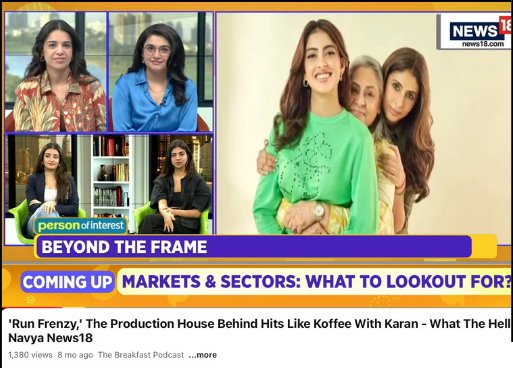 NEWS18
news18.com
person of interest
BEYOND THE FRAME
COMING UP MARKETS & SECTORS: WHAT TO LOOKOUT FOR?
'Run Frenzy,' The Production House Behind Hits Like Koffee With Karan - What The Hell
Navya News18
1,380 views 8 mo ago The Breakfast Podcast ...more